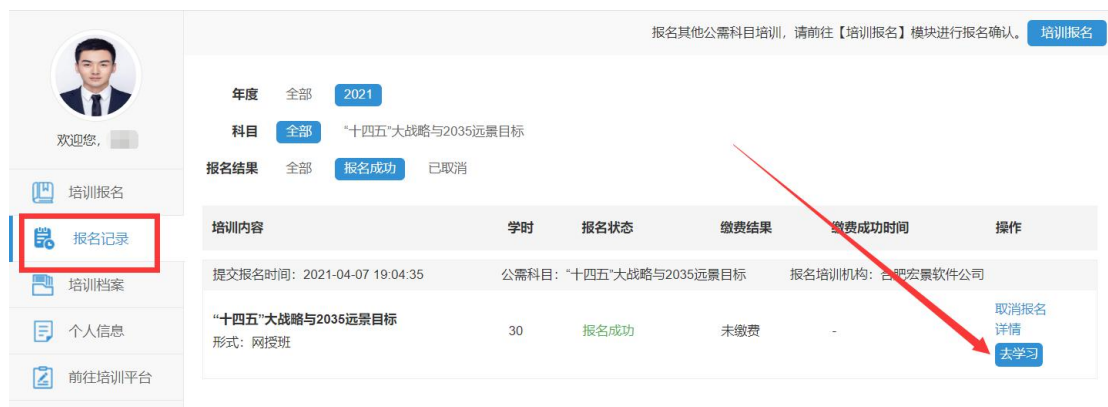 报名其他公需科目培训，请前往【培训报名】模块进行报名确认。 培训报名
欢迎您，
年度 全部 2021
科目 全部 “十四五”大战略与2035远景目标
报名结果 全部 报名成功 已取消
培训报名
报名记录
培训档案
个人信息
前往培训平台
培训内容 学时 报名状态 缴费结果 缴费成功时间 操作
提交报名时间：2021-04-07 19:04:35 公需科目：“十四五”大战略与2035远景目标 报名培训机构：合肥宏景软件公司
“十四五”大战略与2035远景目标
形式：网授班
30 报名成功 未缴费 -
取消报名
详情
去学习